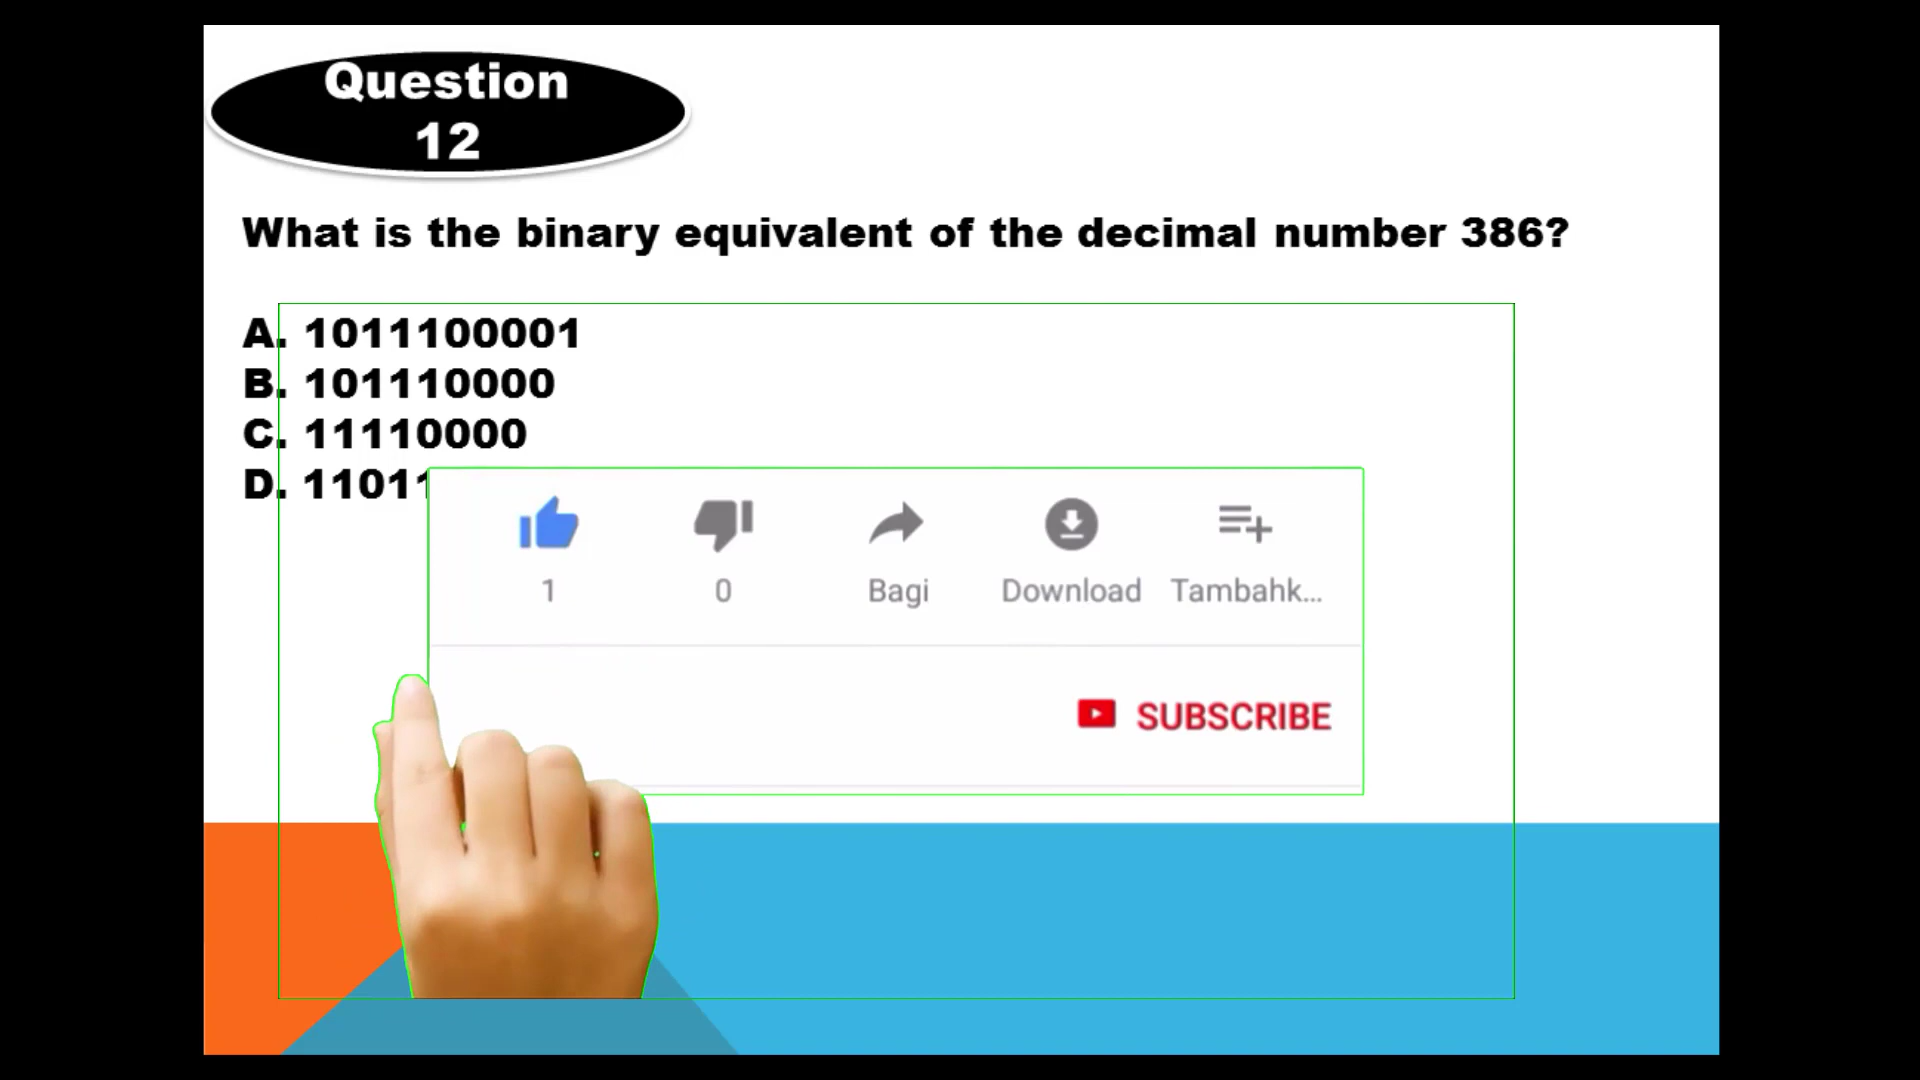 Question
12
What is the binary equivalent of the decimal number 386?
A. 1011100001
B. 101110000
C. 11110000
D. 1101
1
0
Bagi
Download
Tambahk...
SUBSCRIBE